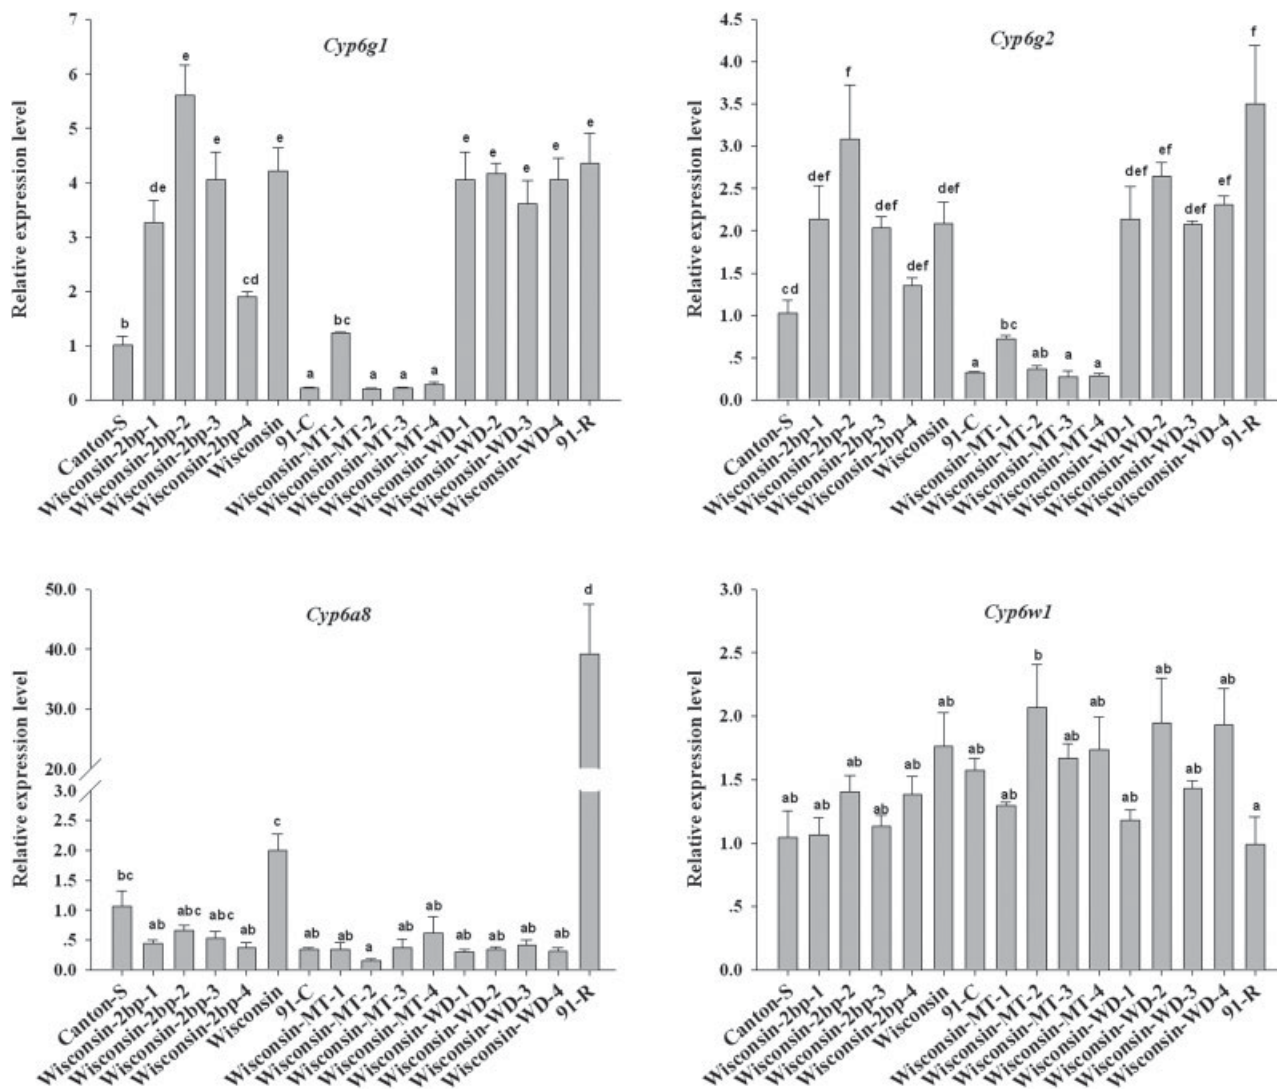 Cyp6g1
Relative expression level
7
6
5
4
3
2
1
0
b
de
e
e
cd
e
a
bc
a
a
a
e
e
e
e
e
Canton-S
Wisconsin-2bp-1
Wisconsin-2bp-2
Wisconsin-2bp-3
Wisconsin-2bp-4
Wisconsin
91-C
Wisconsin-MT-1
Wisconsin-MT-2
Wisconsin-MT-3
Wisconsin-MT-4
Wisconsin-WD-1
Wisconsin-WD-2
Wisconsin-WD-3
Wisconsin-WD-4
91-R
Cyp6g2
Relative expression level
4.5
4.0
3.5
3.0
2.5
2.0
1.5
1.0
.5
0.0
cd
def
f
def
def
def
a
bc
ab
a
a
def
ef
def
ef
f
Canton-S
Wisconsin-2bp-1
Wisconsin-2bp-2
Wisconsin-2bp-3
Wisconsin-2bp-4
Wisconsin
91-C
Wisconsin-MT-1
Wisconsin-MT-2
Wisconsin-MT-3
Wisconsin-MT-4
Wisconsin-WD-1
Wisconsin-WD-2
Wisconsin-WD-3
Wisconsin-WD-4
91-R
Cyp6a8
Relative expression level
50.0
40.0
30.0
20.0
3.0
2.5
2.0
1.5
1.0
.5
0.0
bc
ab
abc
abc
ab
c
ab
ab
a
ab
ab
ab
ab
ab
ab
d
Canton-S
Wisconsin-2bp-1
Wisconsin-2bp-2
Wisconsin-2bp-3
Wisconsin-2bp-4
Wisconsin
91-C
Wisconsin-MT-1
Wisconsin-MT-2
Wisconsin-MT-3
Wisconsin-MT-4
Wisconsin-WD-1
Wisconsin-WD-2
Wisconsin-WD-3
Wisconsin-WD-4
91-R
Cyp6w1
Relative expression level
3.0
2.5
2.0
1.5
1.0
.5
0.0
ab
ab
ab
ab
ab
ab
ab
ab
b
ab
ab
ab
ab
ab
ab
a
Canton-S
Wisconsin-2bp-1
Wisconsin-2bp-2
Wisconsin-2bp-3
Wisconsin-2bp-4
Wisconsin
91-C
Wisconsin-MT-1
Wisconsin-MT-2
Wisconsin-MT-3
Wisconsin-MT-4
Wisconsin-WD-1
Wisconsin-WD-2
Wisconsin-WD-3
Wisconsin-WD-4
91-R